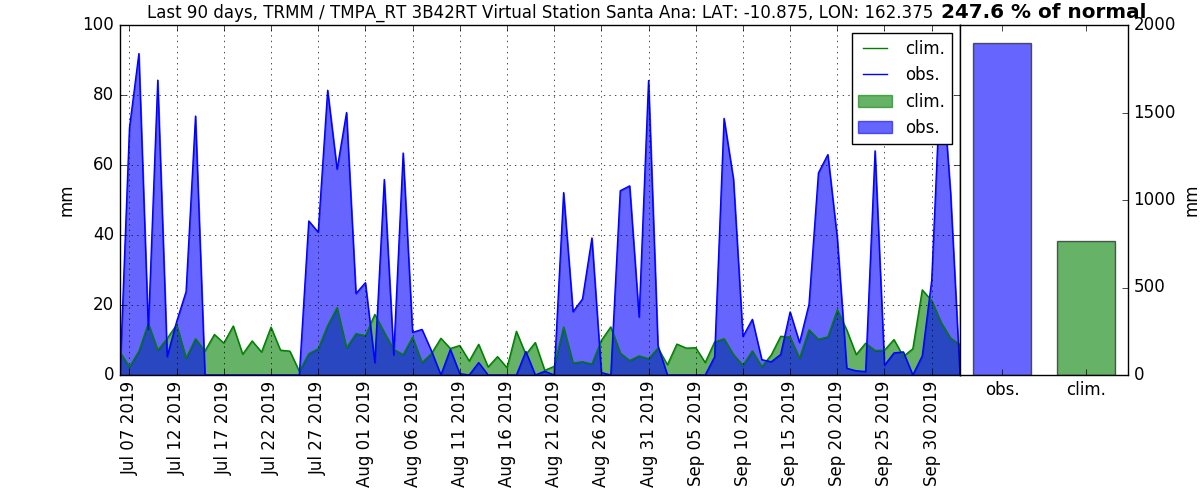 Last 90 days, TRMM / TMPA_RT 3B42RT Virtual Station Santa Ana: LAT: -10.875, LON: 162.375 247.6 % of normal
100
80
60
40
20
0
mm
clim.
obs.
clim.
obs.
2000
1500
1000
500
0
mm
obs.
clim.
Jul 07 2019
Jul 12 2019
Jul 17 2019
Jul 22 2019
Jul 27 2019
Aug 01 2019
Aug 06 2019
Aug 11 2019
Aug 16 2019
Aug 21 2019
Aug 26 2019
Aug 31 2019
Sep 05 2019
Sep 10 2019
Sep 15 2019
Sep 20 2019
Sep 25 2019
Sep 30 2019